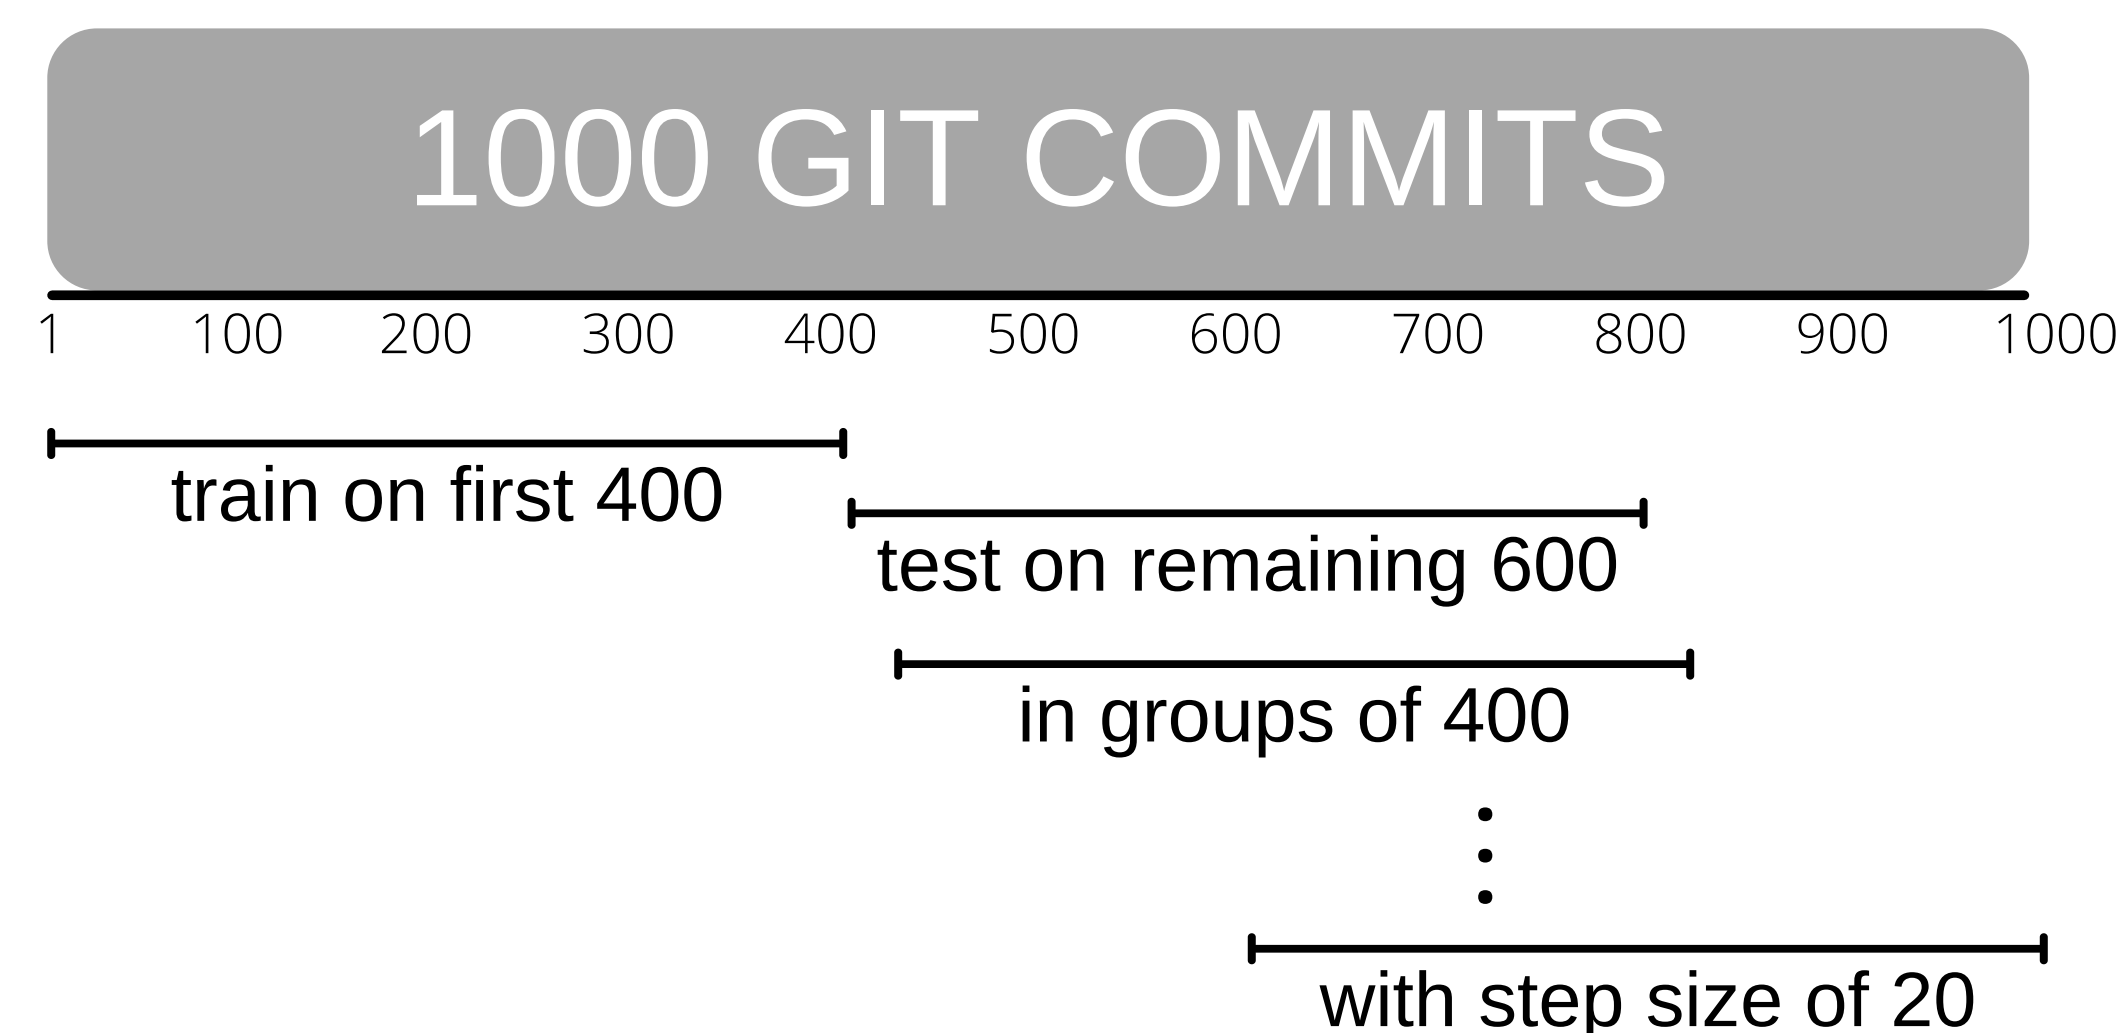 1000 GIT COMMITS
1 100 200 300 400 500 600 700 800 900 1000
train on first 400
test on remaining 600
in groups of 400
with step size of 20